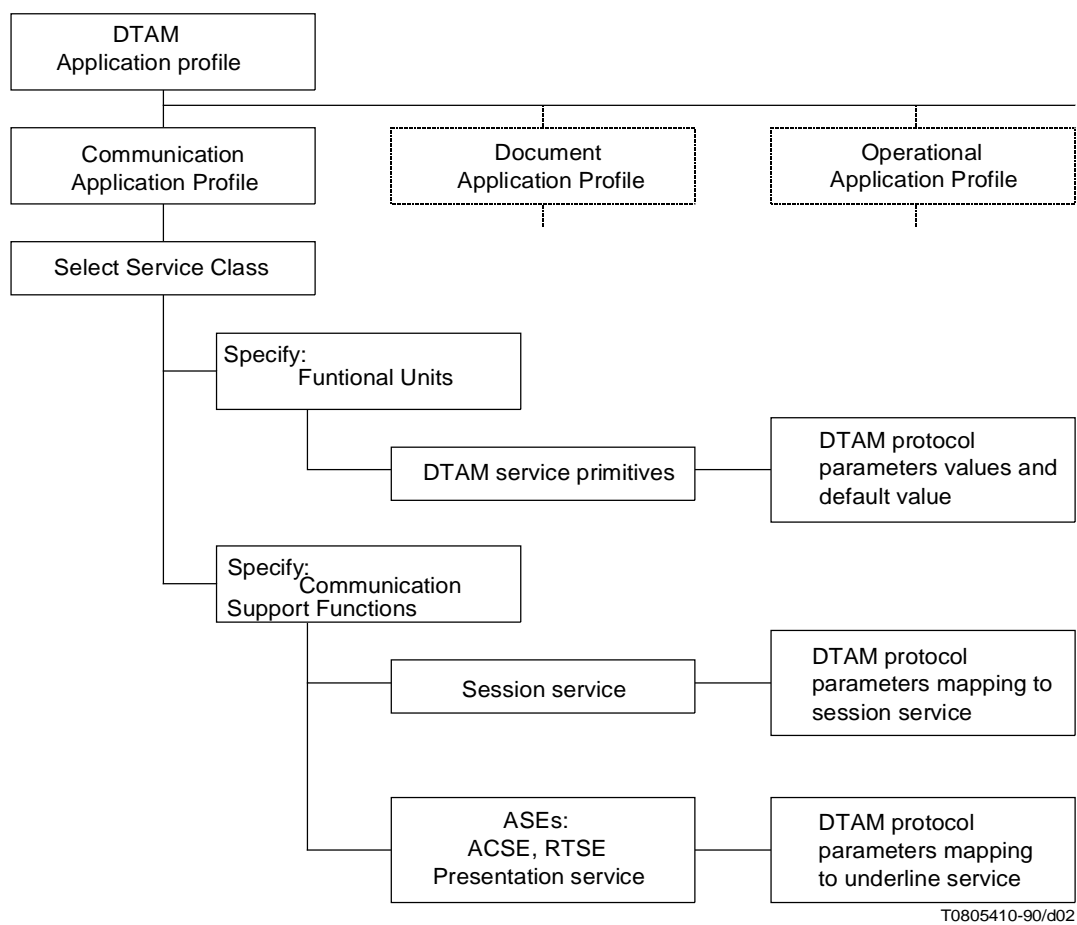 DTAM
Application profile
Communication
Application Profile
Document
Application Profile
Operational
Application Profile
Select Service Class
Specify:
Funtional Units
DTAM service primitives
DTAM protocol
parameters values and
default value
Specify:
Communication
Support Functions
Session service
DTAM protocol
parameters mapping to
session service
ASEs:
ACSE, RTSE
Presentation service
DTAM protocol
parameters mapping
to underline service
T0805410-90/d02